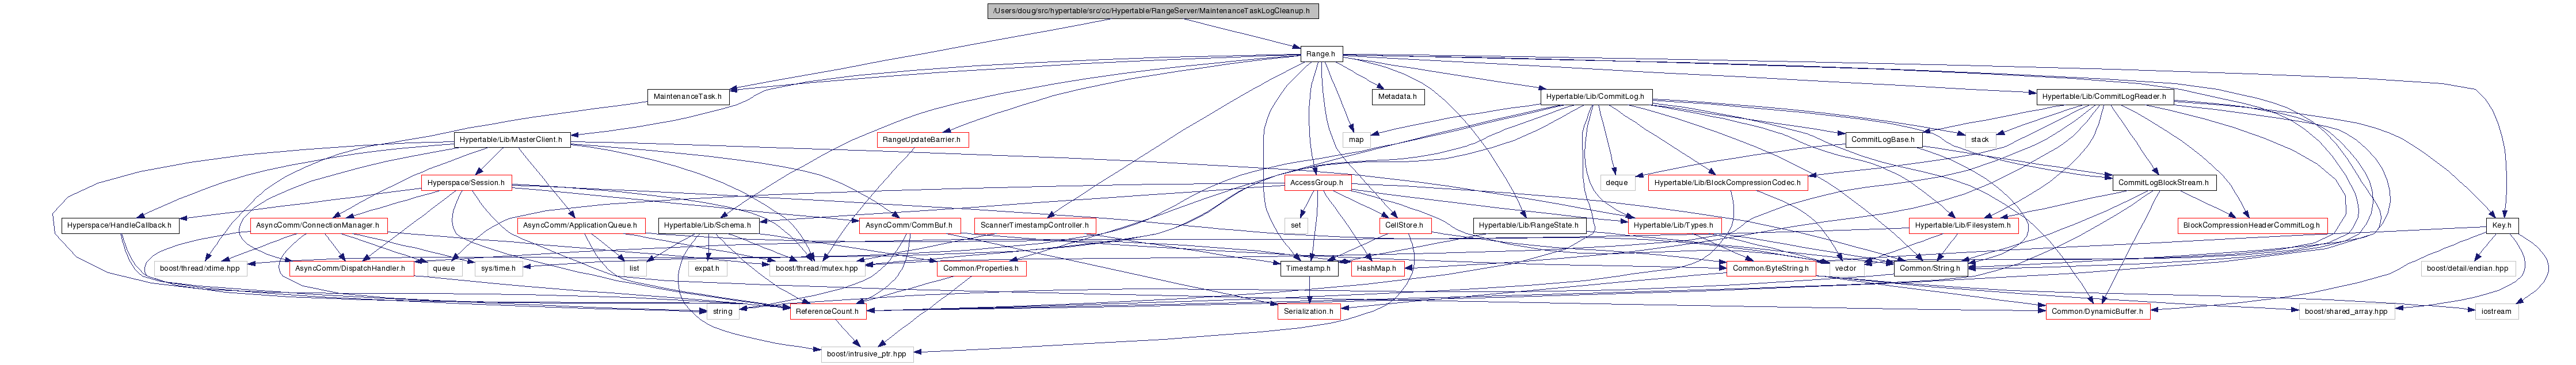 /Users/doug/src/hypertable/src/cc/Hypertable/RangeServer/MaintenanceTaskLogCleanup.h
Range.h
MaintenanceTask.h
Metadata.h
Hypertable/Lib/CommitLog.h
Hypertable/Lib/CommitLogReader.h
Hypertable/Lib/MasterClient.h
RangeUpdateBarrier.h
map
CommitLogBase.h
stack
Hyperspace/Session.h
AccessGroup.h
deque
Hypertable/Lib/BlockCompressionCodec.h
CommitLogBlockStream.h
Hyperspace/HandleCallback.h
AsyncComm/ConnectionManager.h
AsyncComm/ApplicationQueue.h
Hypertable/Lib/Schema.h
AsyncComm/CommBuf.h
ScannerTimestampController.h
set
CellStore.h
Hypertable/Lib/RangeState.h
Hypertable/Lib/Types.h
Hypertable/Lib/Filesystem.h
BlockCompressionHeaderCommitLog.h
Key.h
boost/thread/xtime.hpp
AsyncComm/DispatchHandler.h
queue
sys/time.h
list
expat.h
boost/thread/mutex.hpp
Common/Properties.h
Timestamp.h
HashMap.h
Common/ByteString.h
vector
Common/String.h
boost/detail/endian.hpp
string
ReferenceCount.h
Serialization.h
Common/DynamicBuffer.h
boost/shared_array.hpp
iostream
boost/intrusive_ptr.hpp